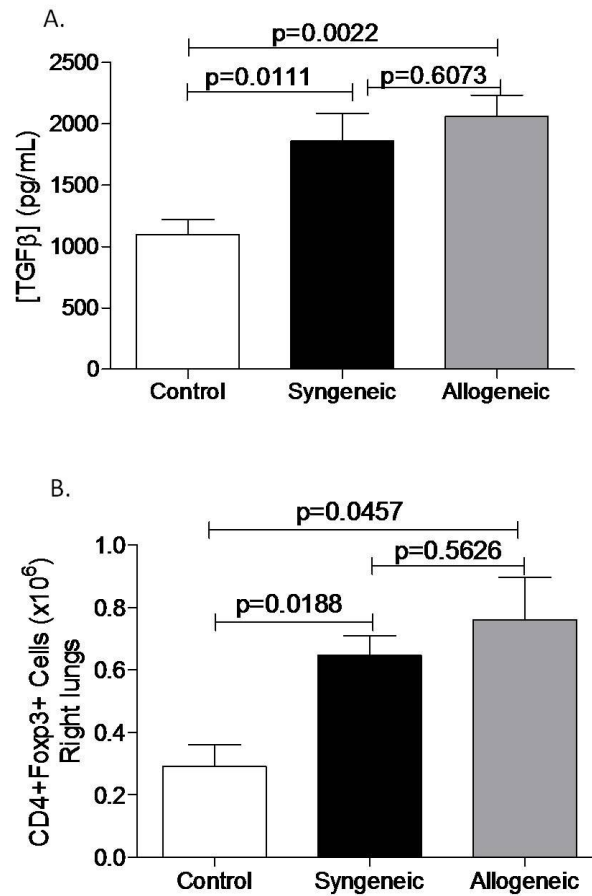 A.
p=0.0022
p=0.0111
p=0.6073
[TGFβ] (pg/mL)
2500
2000
1500
1000
500
0
Control Syngeneic Allogeneic
B.
p=0.0457
p=0.5626
p=0.0188
CD4+Foxp3+ Cells (x10⁶)
Right lungs
1.0
0.8
0.6
0.4
0.2
0.0
Control Syngeneic Allogeneic